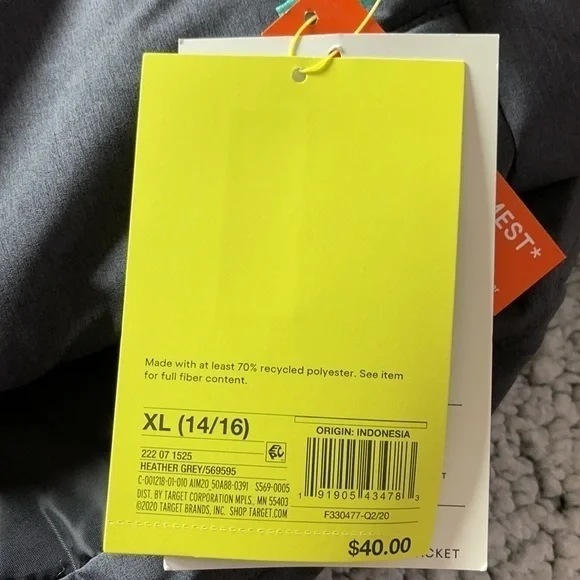 MEST*
Made with at least 70% recycled polyester. See item
for full fiber content.
XL (14/16)
222 07 1525
HEATHER GREY/569595
C-001218-01-010 AIM20 50A88-0391 S569-0005
DIST. BY TARGET CORPORATION MPLS., MN 55403
©2020 TARGET BRANDS, INC. SHOP TARGET.COM
ORIGIN: INDONESIA
1 91905 43478 3
F330477-Q2/20
$40.00
CKET